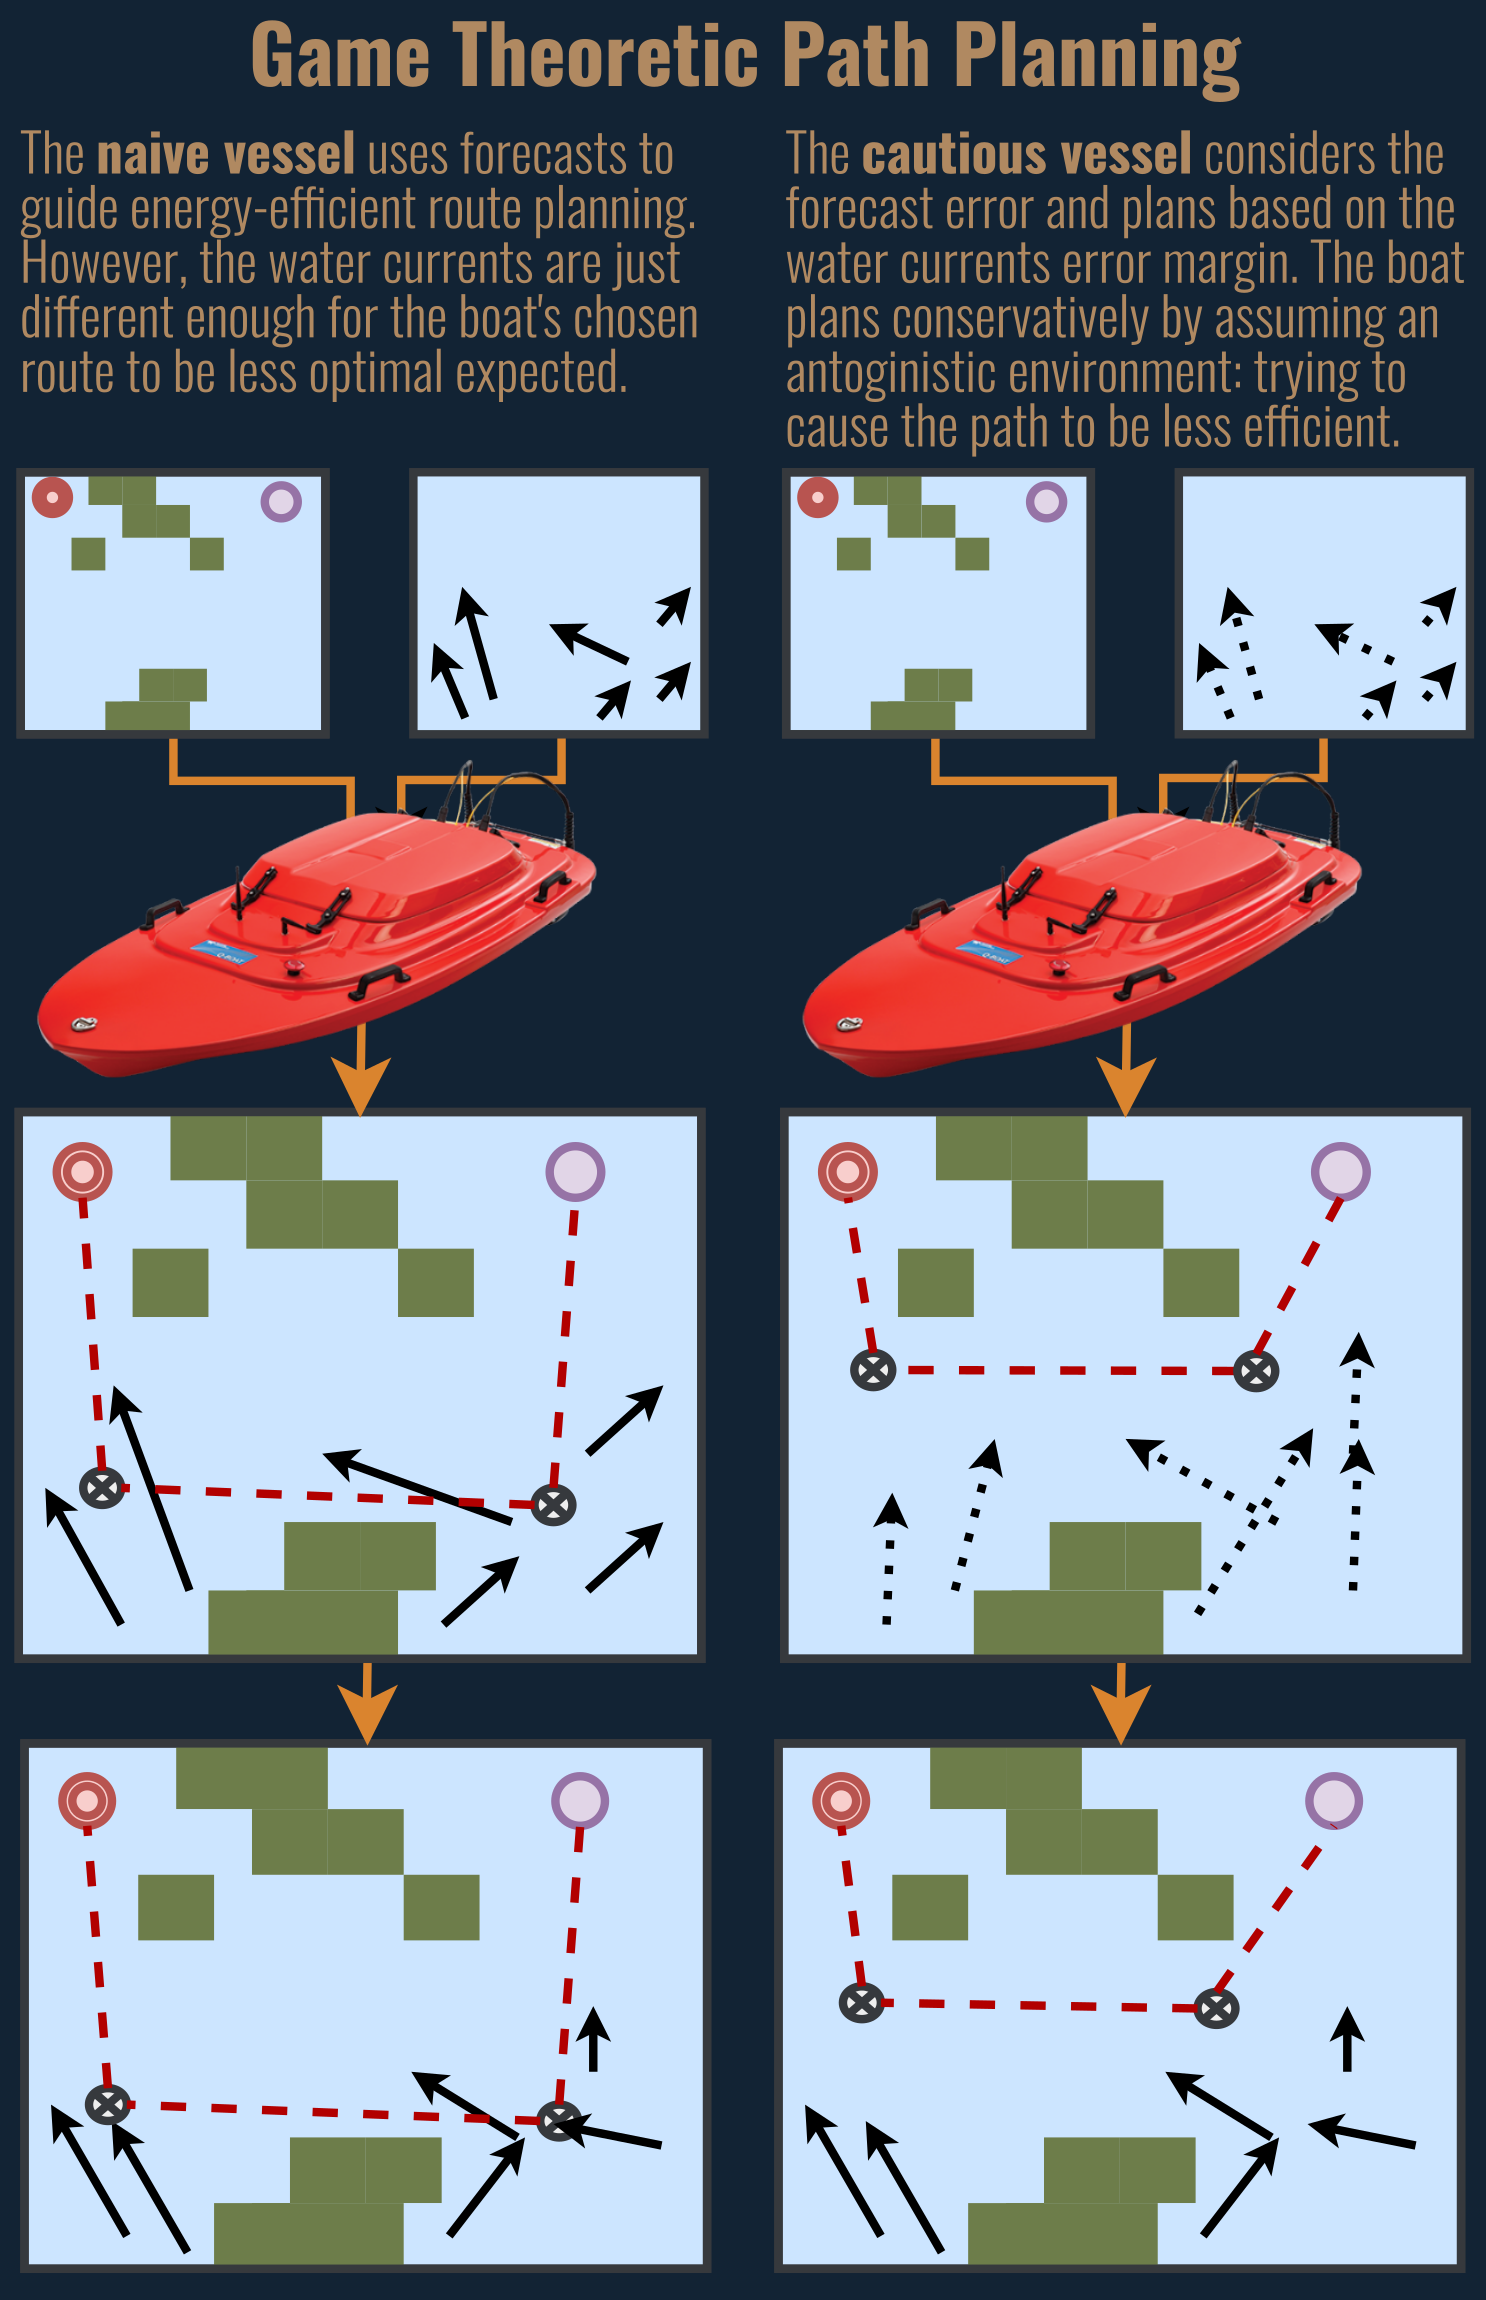 Game Theoretic Path Planning
The naive vessel uses forecasts to
guide energy-efficient route planning.
However, the water currents are just
different enough for the boat's chosen
route to be less optimal expected.
The cautious vessel considers the
forecast error and plans based on the
water currents error margin. The boat
plans conservatively by assuming an
antoginistic environment: trying to
cause the path to be less efficient.
Q-BOAT
Q-BOAT